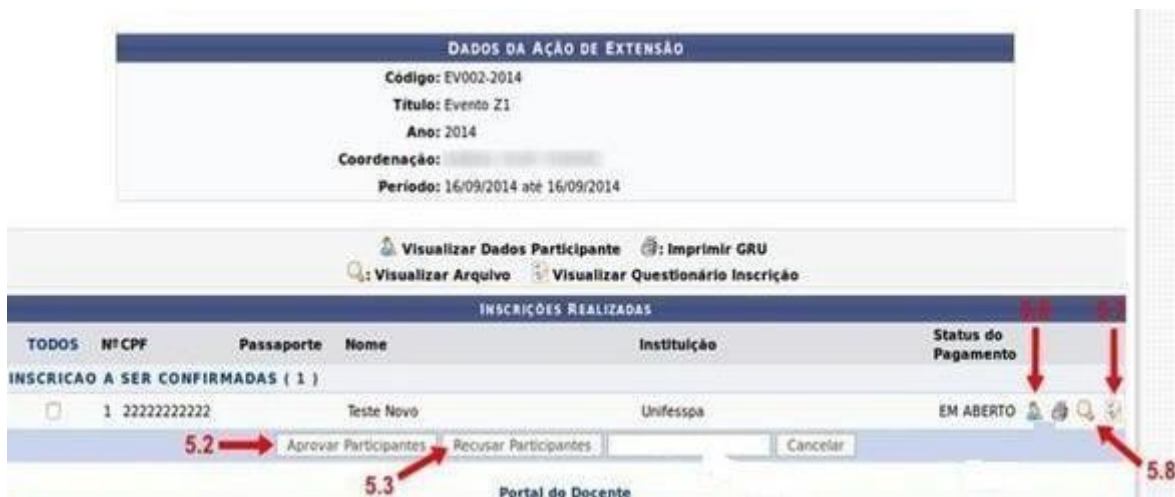 DADOS DA AÇÃO DE EXTENSÃO
Código: EV002-2014
Título: Evento Z1
Ano: 2014
Coordenação:
Período: 16/09/2014 até 16/09/2014
Visualizar Dados Participante : Imprimir GRU
: Visualizar Arquivo Visualizar Questionário Inscrição
INSCRIÇÕES REALIZADAS
TODOS Nº CPF Passaporte Nome Instituição Status do Pagamento
INSCRICAO A SER CONFIRMADAS ( 1 )
1 22222222222 Teste Novo Unifesspa EM ABERTO
5.2 Aprovar Participantes Recusar Participantes Cancelar
5.8
5.3
Portal do Docente